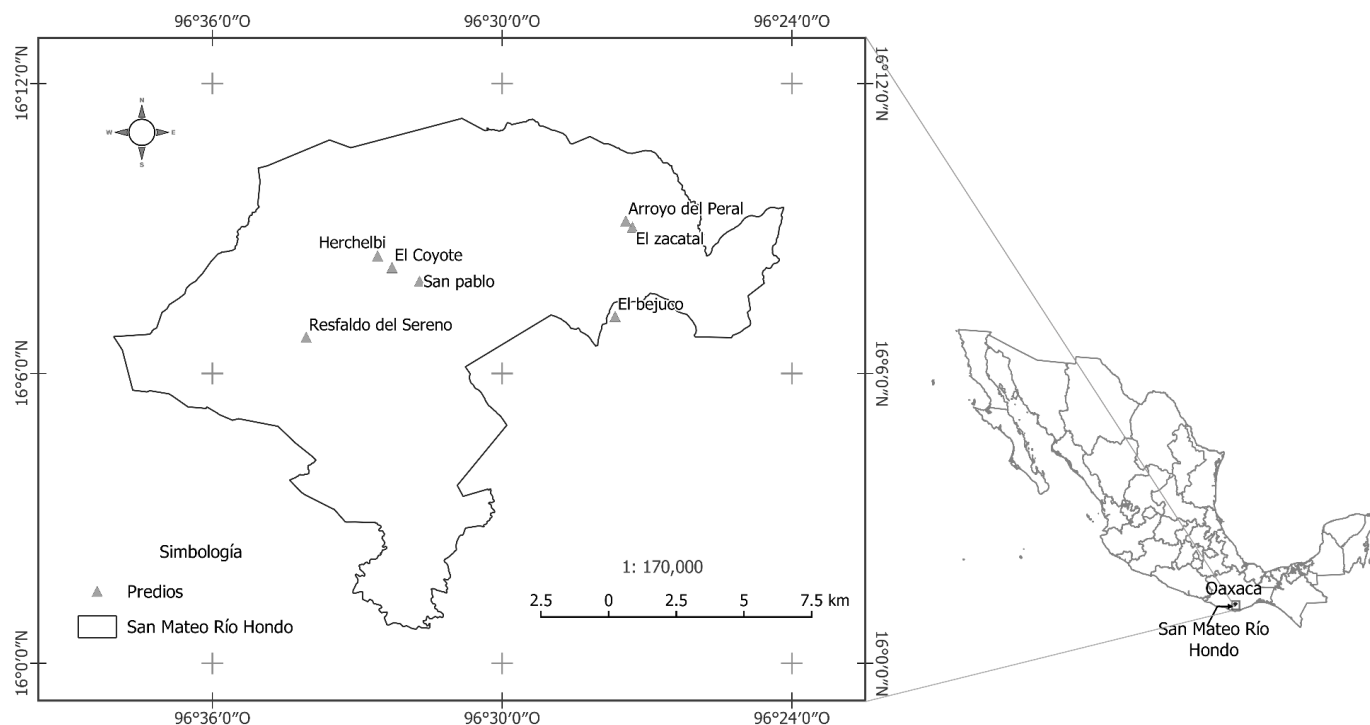 96°36′0″O
96°30′0″O
96°24′0″O
16°12′0″N
16°12′0″N
N
W
E
S
Arroyo del Peral
El zacatal
Herchelbi
El Coyote
San pablo
El bejuco
Resfaldo del Sereno
16°6′0″N
16°6′0″N
Simbología
Predios
San Mateo Río Hondo
1: 170,000
2.5 0 2.5 5 7.5 km
Oaxaca
San Mateo Río
Hondo
16°0′0″N
16°0′0″N
96°36′0″O
96°30′0″O
96°24′0″O